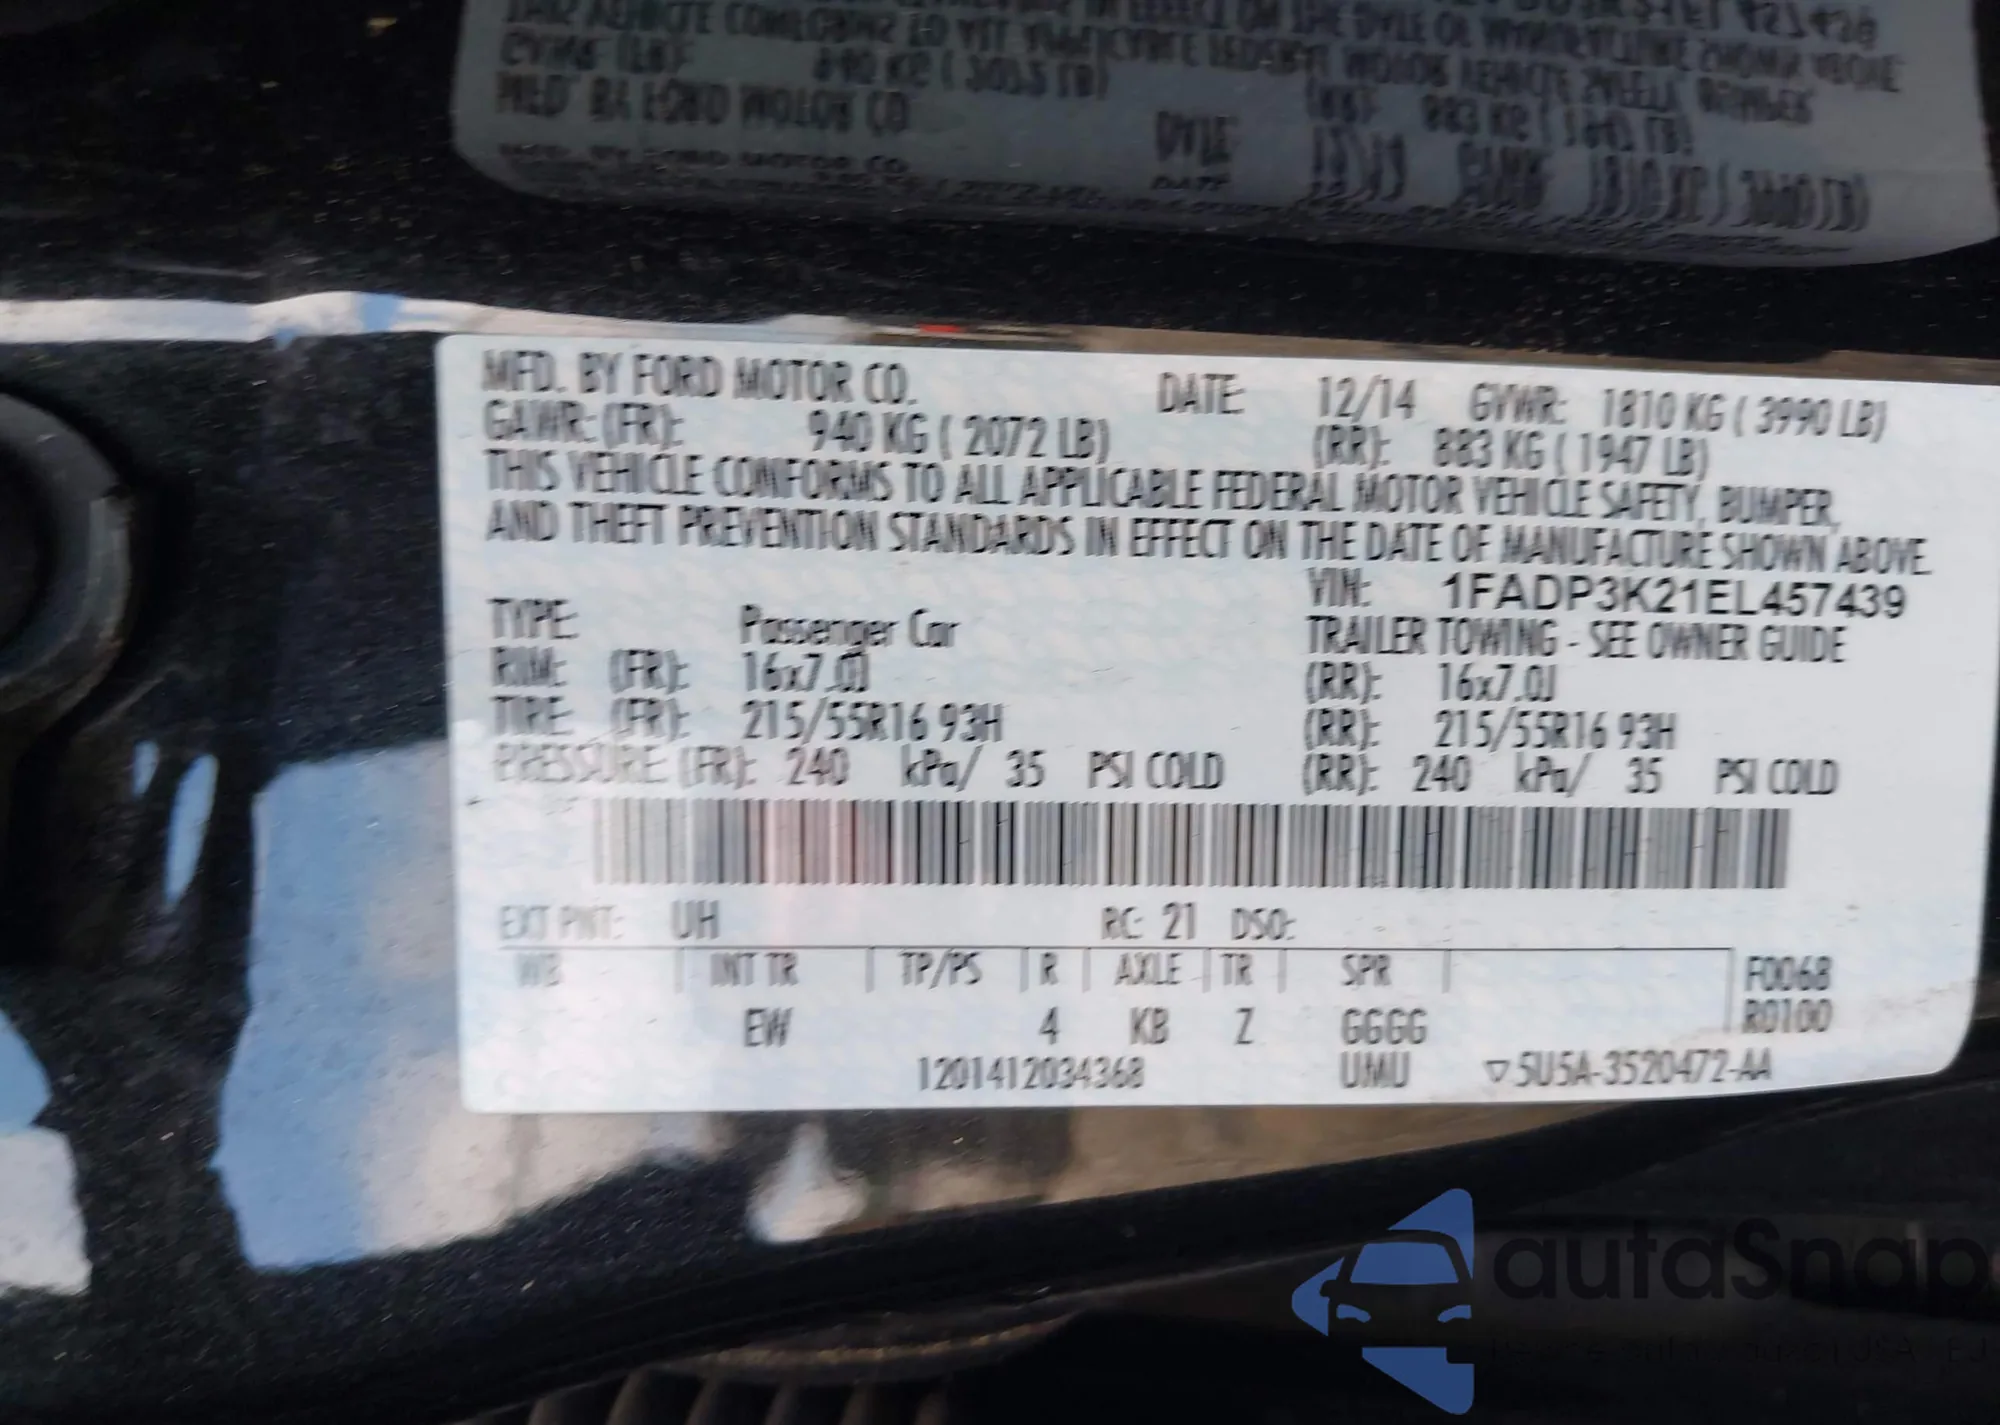 MFD. BY FORD MOTOR CO. DATE: 12/14 GVWR: 1810 KG ( 3990 LB)
GAWR: (FR): 940 KG ( 2072 LB) (RR): 883 KG ( 1947 LB)
THIS VEHICLE CONFORMS TO ALL APPLICABLE FEDERAL MOTOR VEHICLE SAFETY, BUMPER,
AND THEFT PREVENTION STANDARDS IN EFFECT ON THE DATE OF MANUFACTURE SHOWN ABOVE.
VIN: 1FADP3K21EL457439
TYPE: Passenger Car TRAILER TOWING - SEE OWNER GUIDE
RIM: (FR): 16x7.0J (RR): 16x7.0J
TIRE (FR): 215/55R16 93H (RR): 215/55R16 93H
PRESSURE (FR): 240 kPa/ 35 PSI COLD (RR): 240 kPa/ 35 PSI COLD
EXT PNT: UH RC: 21 DSO:
WB INT TR TP/PS R AXLE TR SPR F0068
EW 4 KB Z GGGG R0100
1201412034368 UMU ▽5U5A-3520472-AA
autaSnap